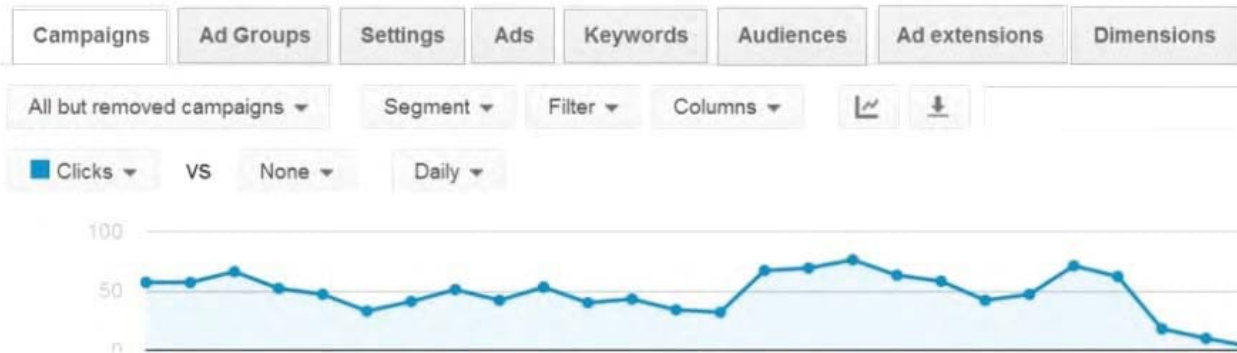 Campaigns Ad Groups Settings Ads Keywords Audiences Ad extensions Dimensions
All but removed campaigns Segment Filter Columns
Clicks VS None Daily
100
50
0